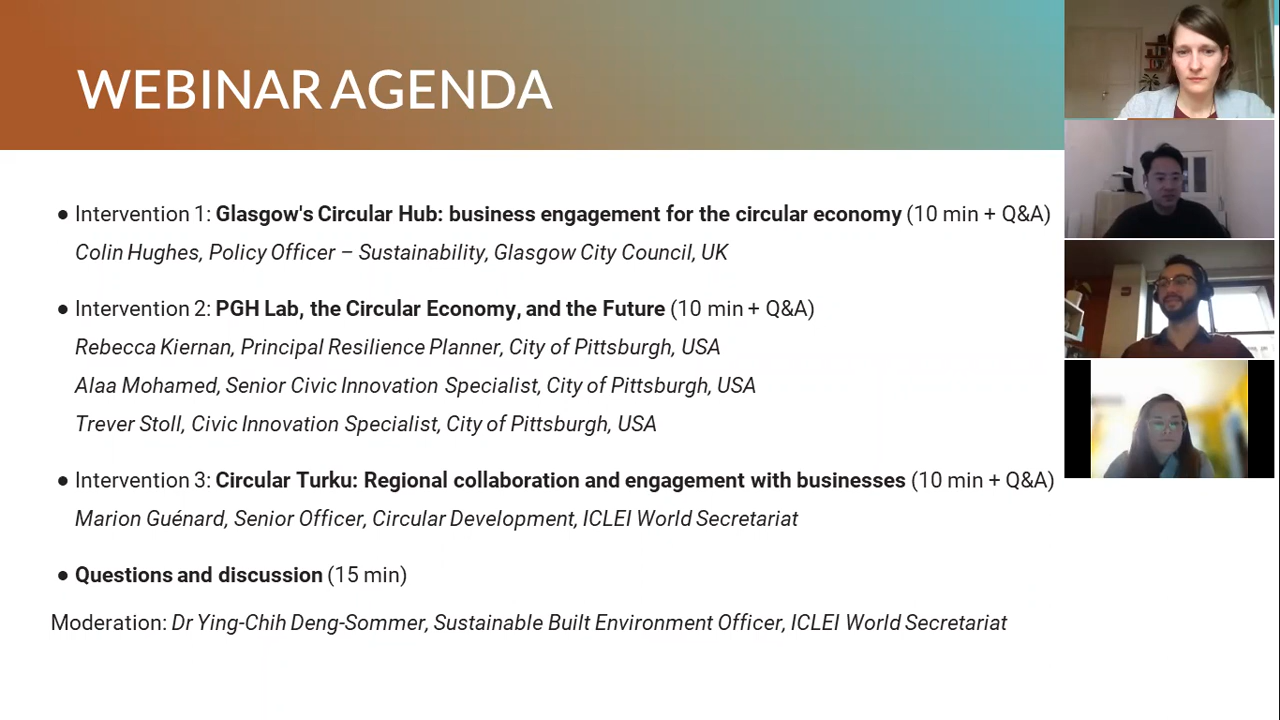 WEBINAR AGENDA
● Intervention 1: Glasgow's Circular Hub: business engagement for the circular economy (10 min + Q&A)
Colin Hughes, Policy Officer – Sustainability, Glasgow City Council, UK
● Intervention 2: PGH Lab, the Circular Economy, and the Future (10 min + Q&A)
Rebecca Kiernan, Principal Resilience Planner, City of Pittsburgh, USA
Alaa Mohamed, Senior Civic Innovation Specialist, City of Pittsburgh, USA
Trever Stoll, Civic Innovation Specialist, City of Pittsburgh, USA
● Intervention 3: Circular Turku: Regional collaboration and engagement with businesses (10 min + Q&A)
Marion Guénard, Senior Officer, Circular Development, ICLEI World Secretariat
● Questions and discussion (15 min)
Moderation: Dr Ying-Chih Deng-Sommer, Sustainable Built Environment Officer, ICLEI World Secretariat